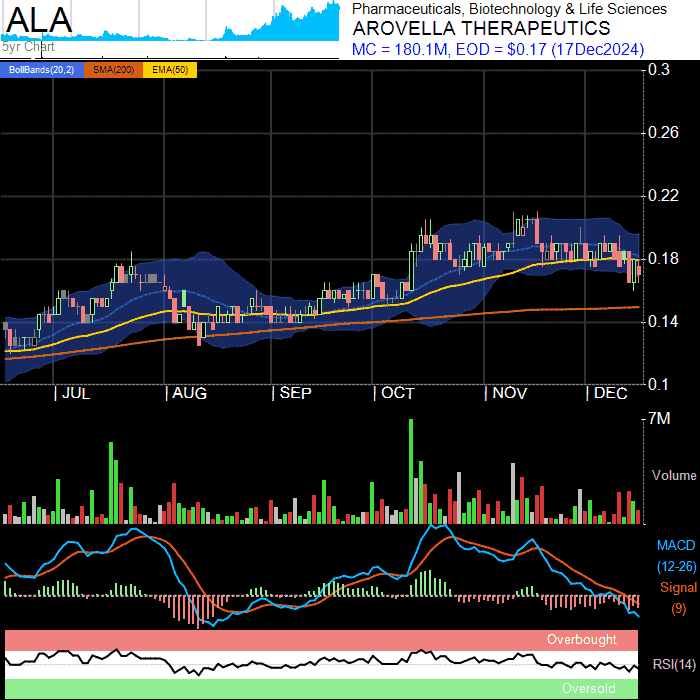 ALA
5yr Chart
Pharmaceuticals, Biotechnology & Life Sciences
AROVELLA THERAPEUTICS
MC = 180.1M, EOD = $0.17 (17Dec2024)
BollBands(20,2) SMA(200) EMA(50)
0.3
0.26
0.22
0.18
0.14
0.1
JUL AUG SEP OCT NOV DEC
7M
Volume
MACD
(12-26)
Signal
(9)
Overbought
RSI(14)
Oversold